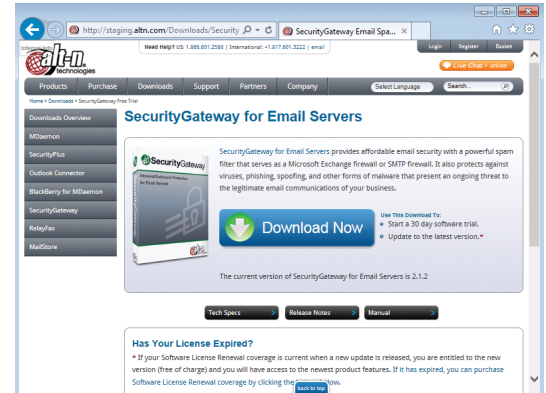 http://staging.altn.com/Downloads/Security
SecurityGateway Email Spa...
Need Help? US: 1.866.601.2586 | International: +1.817.601.3222 | email
Login Register Basket
alt-n
technologies
Live Chat > online
Products Purchase Downloads Support Partners Company Select Language Search...
Home > Downloads > SecurityGateway Free Trial
Downloads Overview
MDaemon
SecurityPlus
Outlook Connector
BlackBerry for MDaemon
SecurityGateway
RelayFax
MailStore
SecurityGateway for Email Servers
SecurityGateway
Inbound/Outbound Protection
for Email Servers
SecurityGateway for Email Servers provides affordable email security with a powerful spam
filter that serves as a Microsoft Exchange firewall or SMTP firewall. It also protects against
viruses, phishing, spoofing, and other forms of malware that present an ongoing threat to
the legitimate email communications of your business.
Download Now
Use This Download To:
Start a 30 day software trial.
Update to the latest version.*
The current version of SecurityGateway for Email Servers is 2.1.2
Tech Specs > Release Notes > Manual >
Has Your License Expired?
* If your Software License Renewal coverage is current when a new update is released, you are entitled to the new
version (free of charge) and you will have access to the newest product features. If it has expired, you can purchase
Software License Renewal coverage by clicking the
back to top